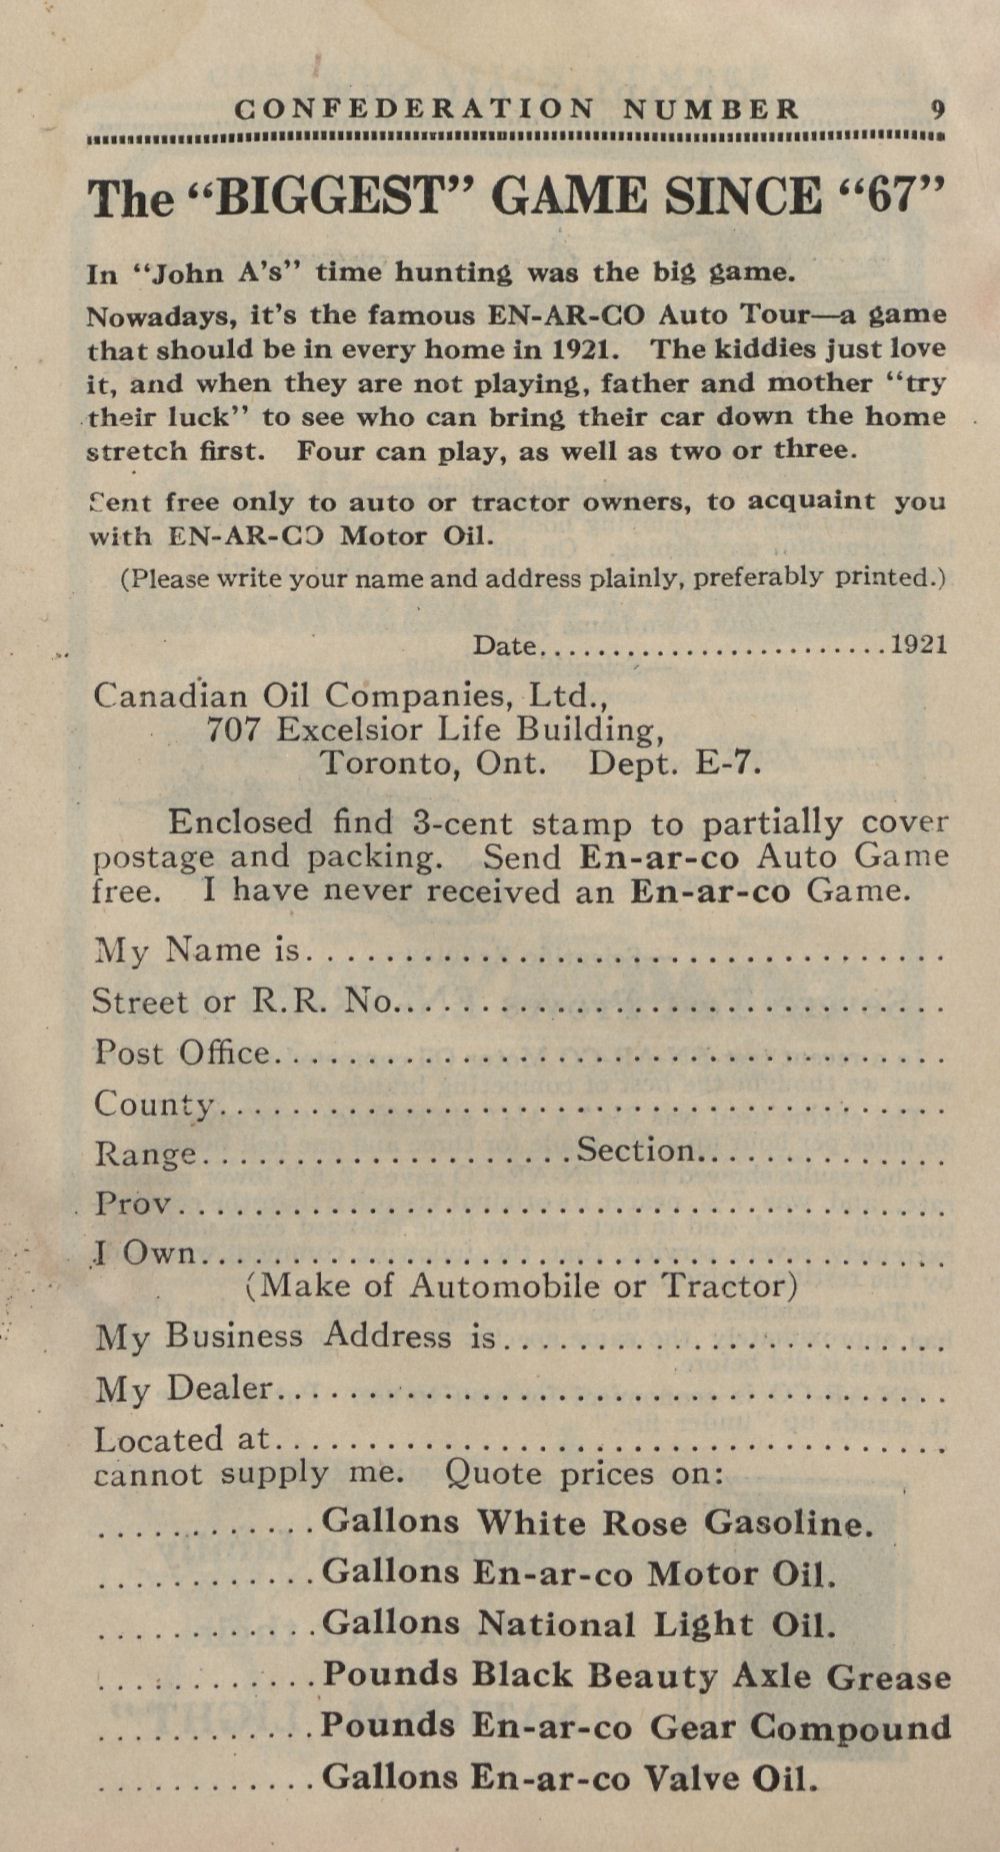 CONFEDERATION NUMBER 9
The “BIGGEST” GAME SINCE “67”
In “John A's” time hunting was the big game.
Nowadays, it's the famous EN-AR-CO Auto Tour—a game
that should be in every home in 1921. The kiddies just love
it, and when they are not playing, father and mother “try
their luck” to see who can bring their car down the home
stretch first. Four can play, as well as two or three.
Sent free only to auto or tractor owners, to acquaint you
with EN-AR-CO Motor Oil.
(Please write your name and address plainly, preferably printed.)
Date........................1921
Canadian Oil Companies, Ltd.,
707 Excelsior Life Building,
Toronto, Ont. Dept. E-7.
Enclosed find 3-cent stamp to partially cover
postage and packing. Send En-ar-co Auto Game
free. I have never received an En-ar-co Game.
My Name is..................................
Street or R.R. No..............................
Post Office....................................
County.......................................
Range....................Section..............
Prov.........................................
I Own........................................
(Make of Automobile or Tractor)
My Business Address is........................
My Dealer....................................
Located at....................................
cannot supply me. Quote prices on:
............Gallons White Rose Gasoline.
............Gallons En-ar-co Motor Oil.
............Gallons National Light Oil.
............Pounds Black Beauty Axle Grease
............Pounds En-ar-co Gear Compound
............Gallons En-ar-co Valve Oil.